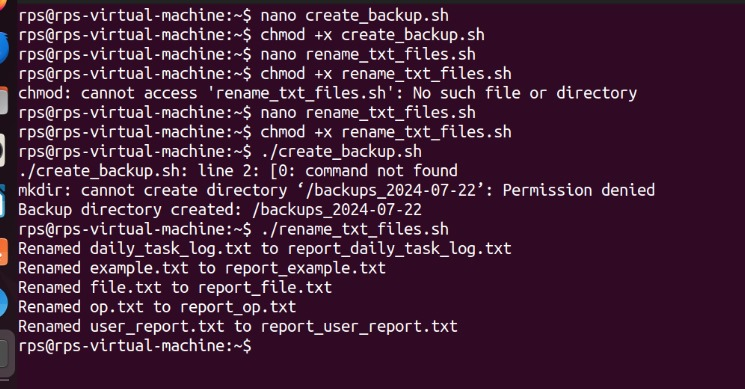 rps@rps-virtual-machine:~$ nano create_backup.sh
rps@rps-virtual-machine:~$ chmod +x create_backup.sh
rps@rps-virtual-machine:~$ nano rename_txt_files.sh
rps@rps-virtual-machine:~$ chmod +x rename_txt_files.sh
chmod: cannot access 'rename_txt_files.sh': No such file or directory
rps@rps-virtual-machine:~$ nano rename_txt_files.sh
rps@rps-virtual-machine:~$ chmod +x rename_txt_files.sh
rps@rps-virtual-machine:~$ ./create_backup.sh
./create_backup.sh: line 2: [0: command not found
mkdir: cannot create directory ‘/backups_2024-07-22’: Permission denied
Backup directory created: /backups_2024-07-22
rps@rps-virtual-machine:~$ ./rename_txt_files.sh
Renamed daily_task_log.txt to report_daily_task_log.txt
Renamed example.txt to report_example.txt
Renamed file.txt to report_file.txt
Renamed op.txt to report_op.txt
Renamed user_report.txt to report_user_report.txt
rps@rps-virtual-machine:~$